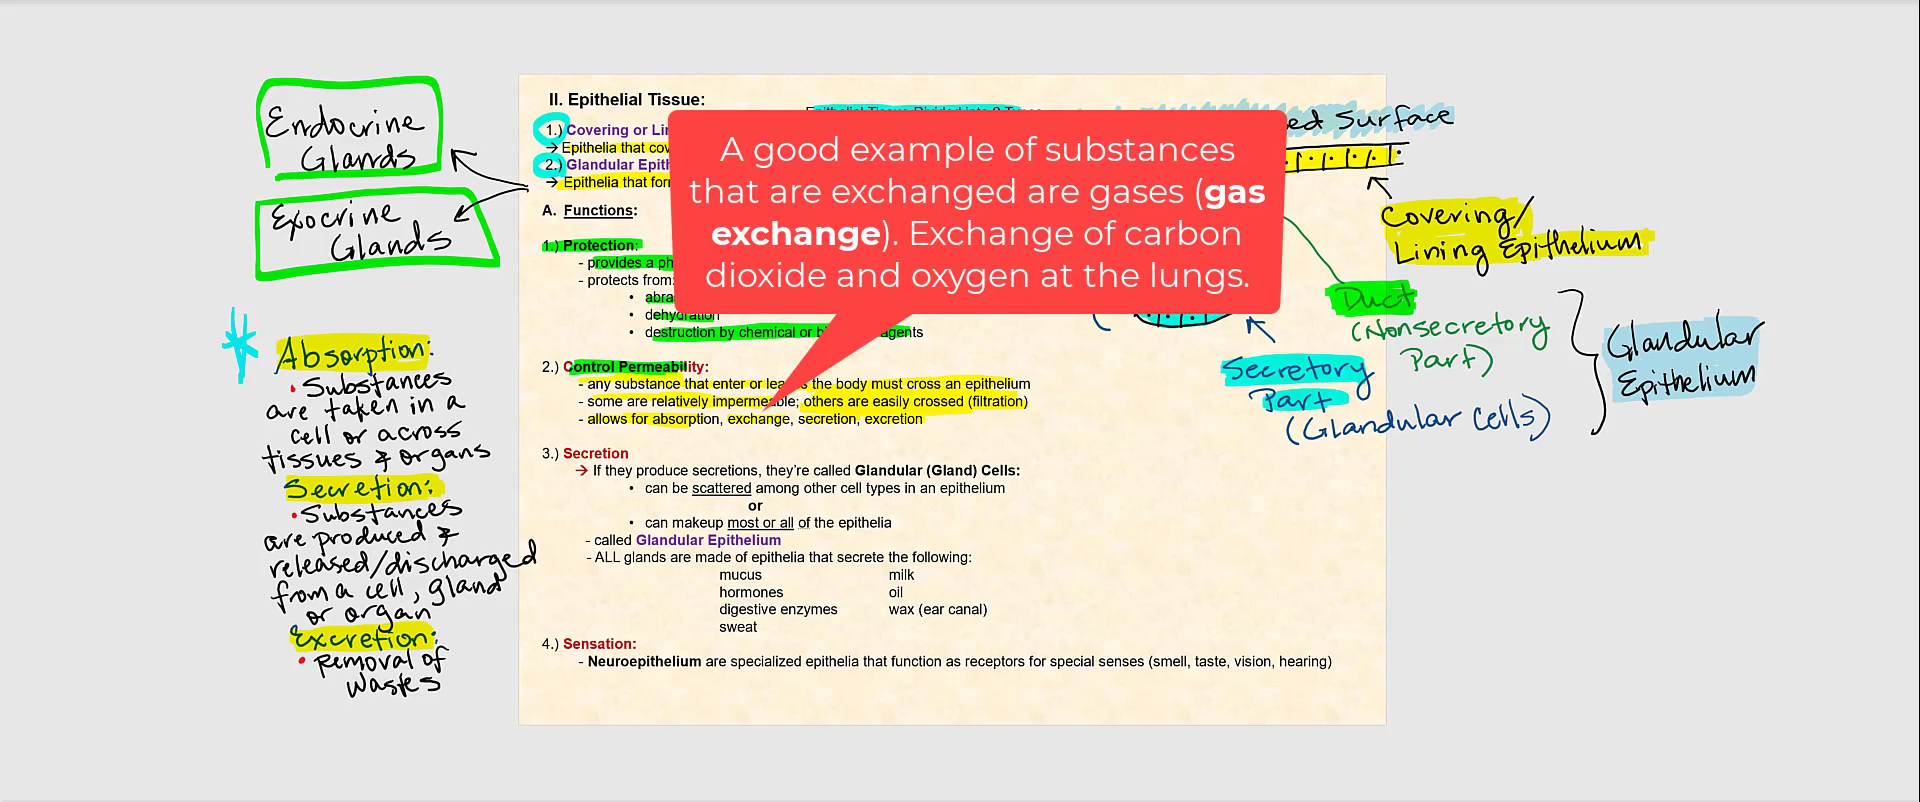 Endocrine
Glands
Exocrine
Glands
Absorption:
• Substances
are taken in a
cell or across
tissues & organs
Secretion:
• Substances
are produced &
released/discharged
from a cell, gland
or organ
Excretion:
• Removal of
wastes
II. Epithelial Tissue:
1.) Covering or Lin
→ Epithelia that cov
2.) Glandular Epith
→ Epithelia that for
A. Functions:
1.) Protection:
- provides a ph
- protects from:
• abra
• dehydration
• destruction by chemical or b agents
2.) Control Permeability:
- any substance that enter or lea s the body must cross an epithelium
- some are relatively impermeable; others are easily crossed (filtration)
- allows for absorption, exchange, secretion, excretion
3.) Secretion
→ If they produce secretions, they're called Glandular (Gland) Cells:
• can be scattered among other cell types in an epithelium
or
• can makeup most or all of the epithelia
- called Glandular Epithelium
- ALL glands are made of epithelia that secrete the following:
mucus milk
hormones oil
digestive enzymes wax (ear canal)
sweat
4.) Sensation:
- Neuroepithelium are specialized epithelia that function as receptors for special senses (smell, taste, vision, hearing)
A good example of substances
that are exchanged are gases (gas
exchange). Exchange of carbon
dioxide and oxygen at the lungs.
ed Surface
Covering/
Lining Epithelium
Duct
(Nonsecretory
Part)
Secretory
Part
(Glandular Cells)
Glandular
Epithelium